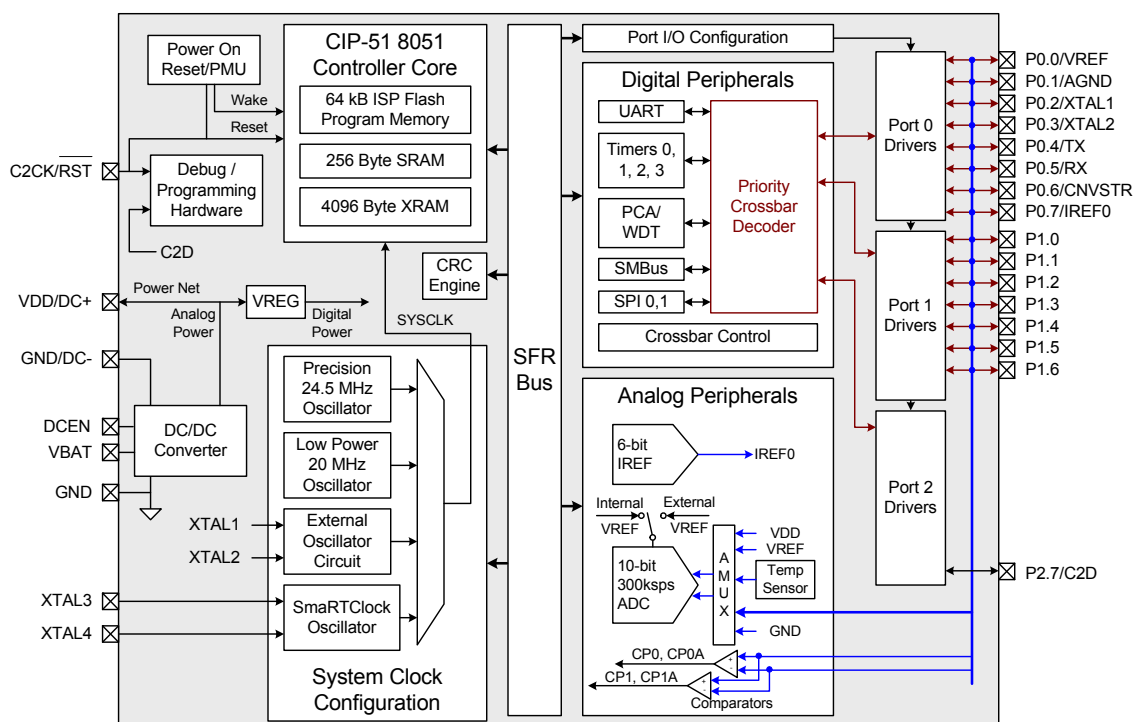 Power On
Reset/PMU
Wake
Reset
C2CK/RST
Debug /
Programming
Hardware
C2D
CIP-51 8051
Controller Core
64 kB ISP Flash
Program Memory
256 Byte SRAM
4096 Byte XRAM
CRC
Engine
VDD/DC+
Power Net
Analog
Power
VREG
Digital
Power
SYSCLK
GND/DC-
DCEN
VBAT
GND
DC/DC
Converter
Precision
24.5 MHz
Oscillator
Low Power
20 MHz
Oscillator
XTAL1
XTAL2
External
Oscillator
Circuit
XTAL3
XTAL4
SmaRTClock
Oscillator
System Clock
Configuration
SFR
Bus
Port I/O Configuration
Digital Peripherals
UART
Timers 0,
1, 2, 3
PCA/
WDT
SMBus
SPI 0,1
Priority
Crossbar
Decoder
Crossbar Control
Analog Peripherals
6-bit
IREF
IREF0
Internal
VREF
External
VREF
10-bit
300ksps
ADC
A
M
U
X
VDD
VREF
Temp
Sensor
GND
CP0, CP0A
CP1, CP1A
+
-
+
-
Comparators
Port 0
Drivers
Port 1
Drivers
Port 2
Drivers
P0.0/VREF
P0.1/AGND
P0.2/XTAL1
P0.3/XTAL2
P0.4/TX
P0.5/RX
P0.6/CNVSTR
P0.7/IREF0
P1.0
P1.1
P1.2
P1.3
P1.4
P1.5
P1.6
P2.7/C2D